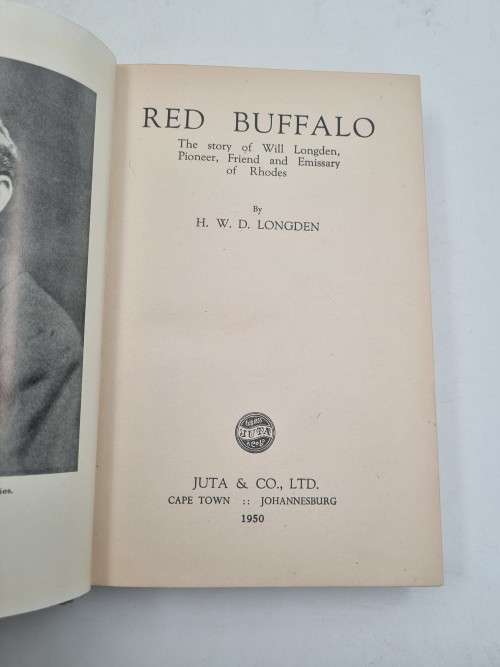 RED BUFFALO
The story of Will Longden,
Pioneer, Friend and Emissary
of Rhodes
By
H. W. D. LONGDEN
JUTA
JUTA & CO., LTD.
CAPE TOWN :: JOHANNESBURG
1950